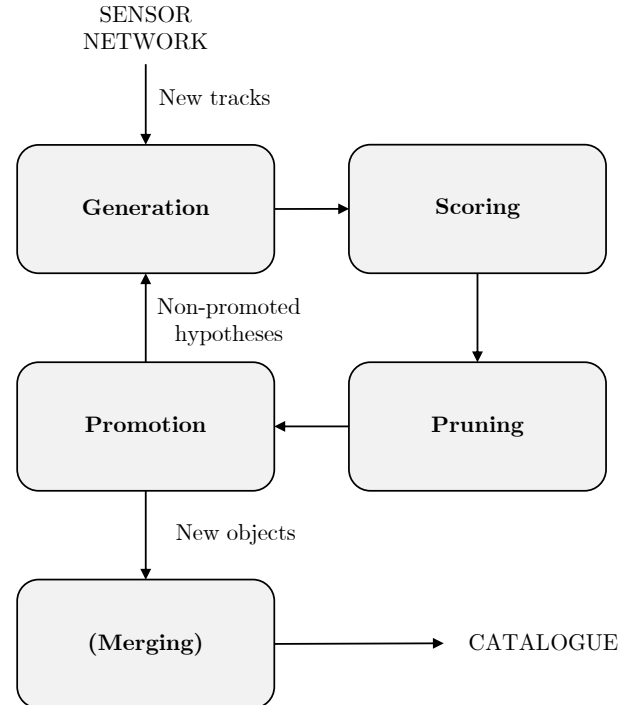 SENSOR
NETWORK
New tracks
Generation
Scoring
Non-promoted
hypotheses
Promotion
Pruning
New objects
(Merging)
CATALOGUE